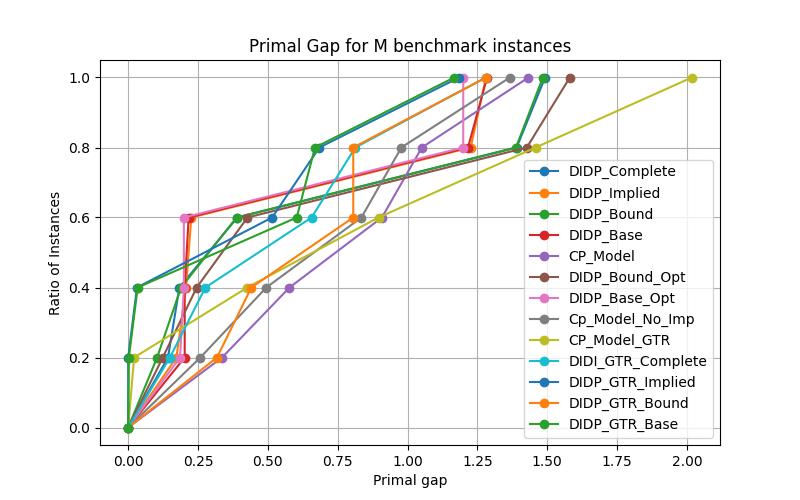 Primal Gap for M benchmark instances
1.0
0.8
0.6
0.4
0.2
0.0
Ratio of Instances
DIDP_Complete
DIDP_Implied
DIDP_Bound
DIDP_Base
CP_Model
DIDP_Bound_Opt
DIDP_Base_Opt
Cp_Model_No_Imp
CP_Model_GTR
DIDI_GTR_Complete
DIDP_GTR_Implied
DIDP_GTR_Bound
DIDP_GTR_Base
0.00 0.25 0.50 0.75 1.00 1.25 1.50 1.75 2.00
Primal gap